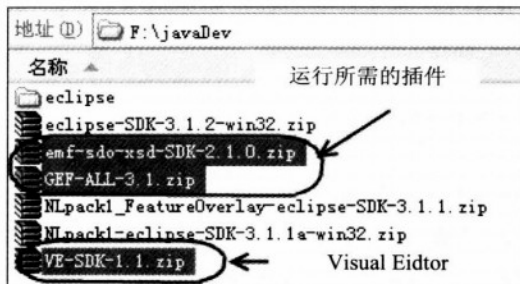 地址(D) F:\javaDev
名称
运行所需的插件
eclipse
eclipse-SDK-3.1.2-win32.zip
emf-sdo-xsd-SDK-2.1.0.zip
GEF-ALL-3.1.zip
NLpack1_FeatureOverlay-eclipse-SDK-3.1.1.zip
NLpack1-eclipse-SDK-3.1.1a-win32.zip
VE-SDK-1.1.zip
Visual Eidtor